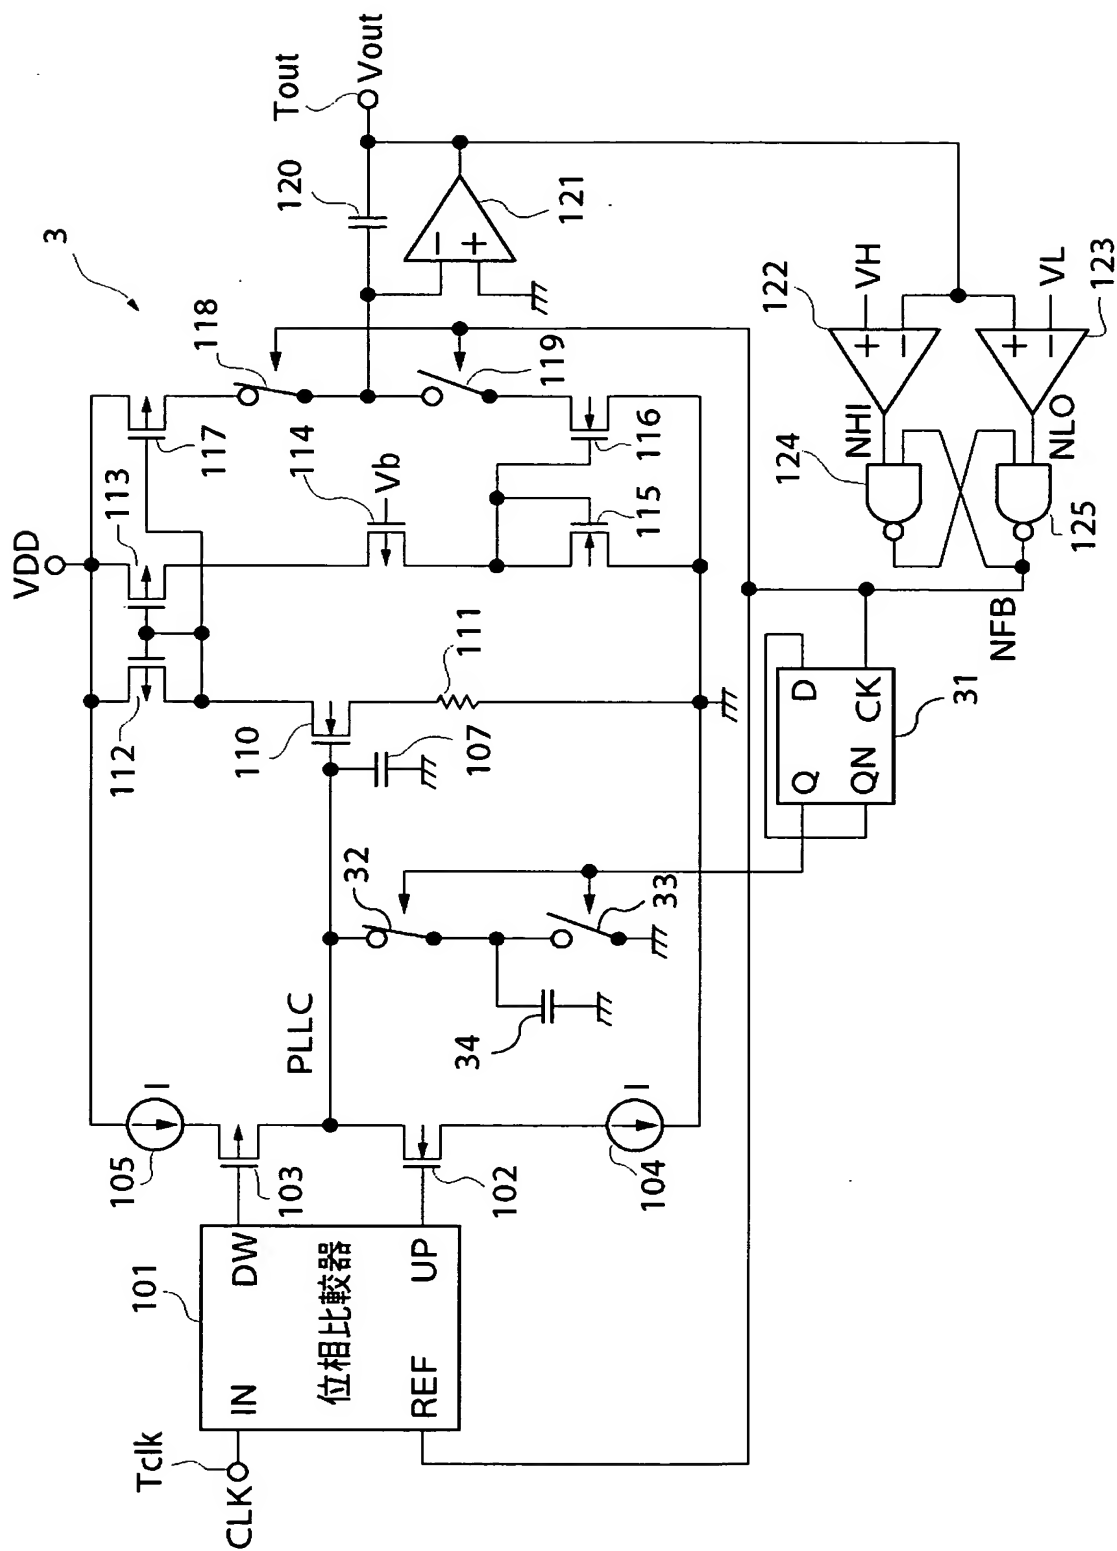 3
VDD
Tout
Vout
120
121
118
119
117
113
114
Vb
116
115
112
110
111
107
PLLC
32
33
34
I
105
103
102
I
104
101
DW
UP
IN
REF
位相比較器
Tclk
CLK
122
VH
VL
123
NHI
NLO
124
125
NFB
D
CK
Q
QN
31